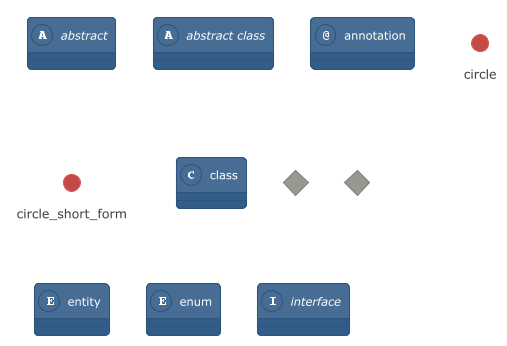 A abstract
A abstract class
@ annotation
circle
circle_short_form
C class
E entity
E enum
I interface